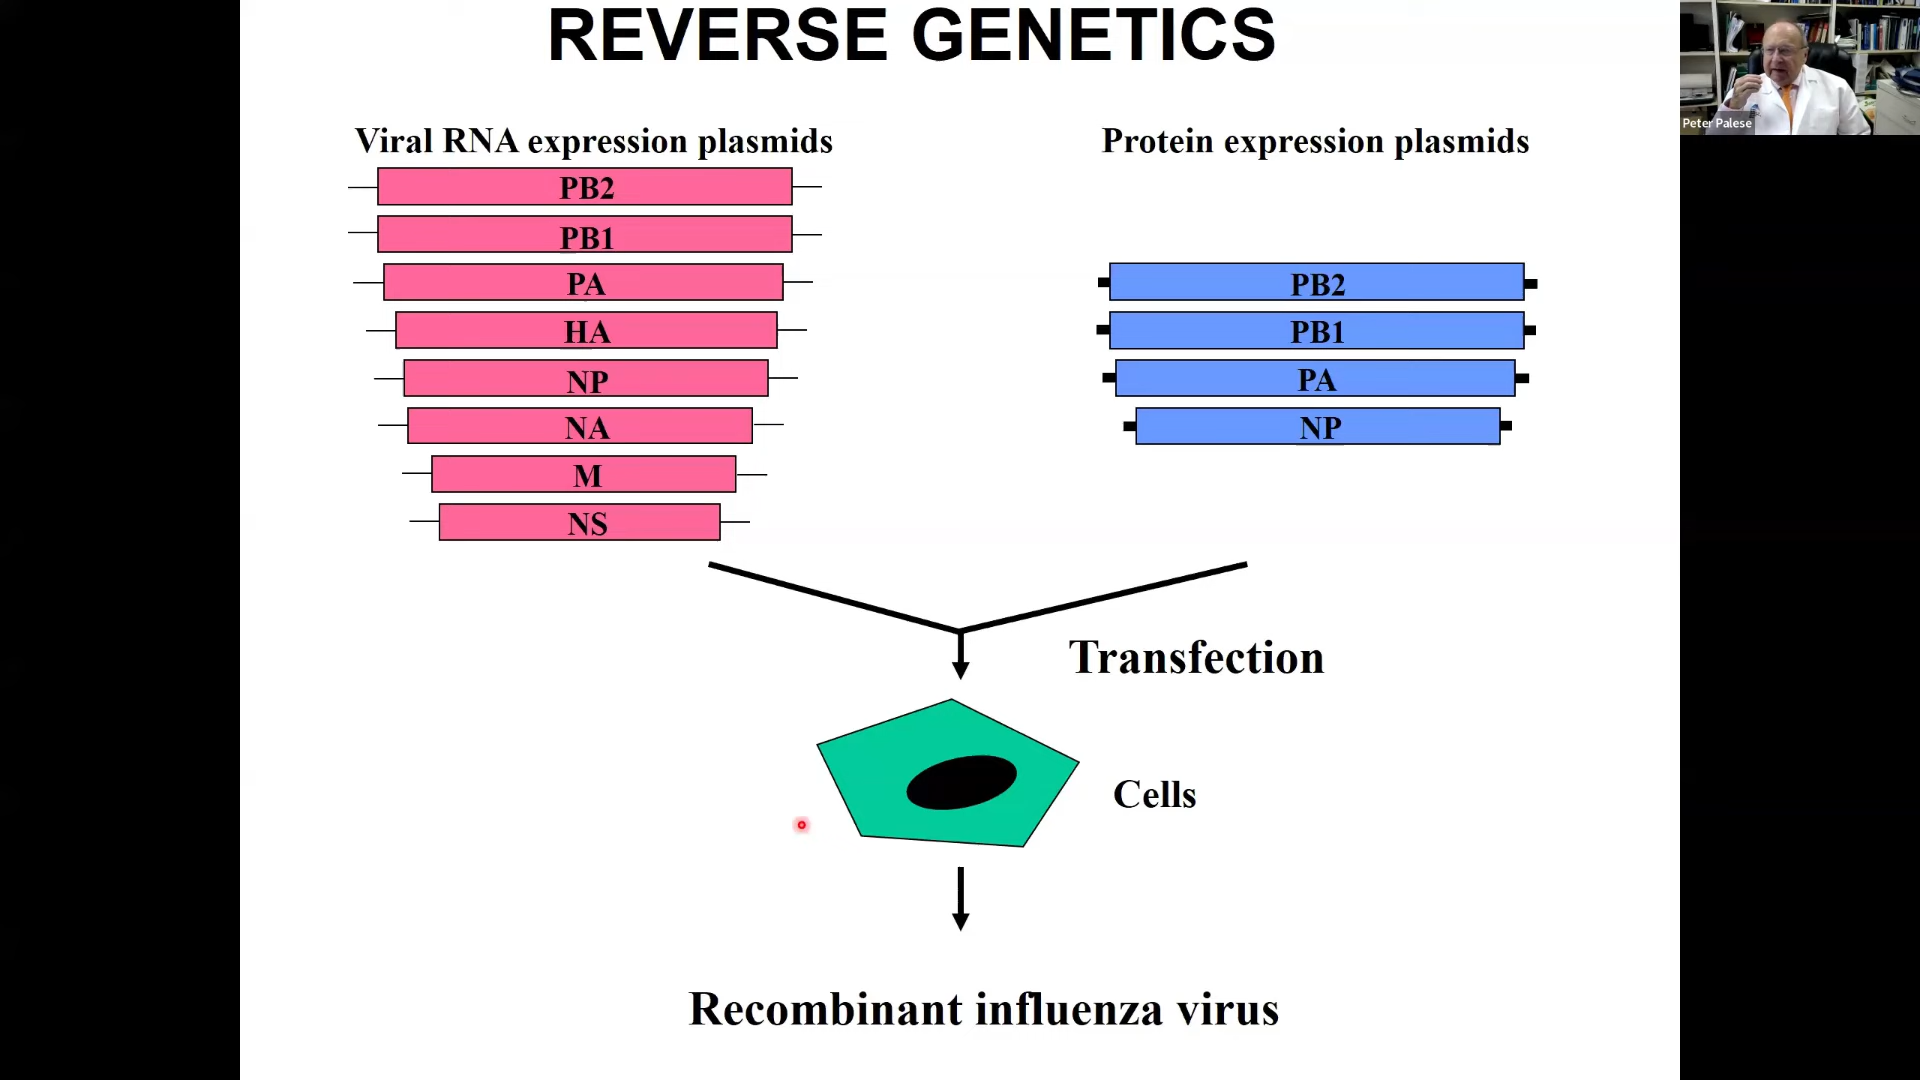 REVERSE GENETICS
Peter Palese
Viral RNA expression plasmids
PB2
PB1
PA
HA
NP
NA
M
NS
Protein expression plasmids
PB2
PB1
PA
NP
Transfection
Cells
Recombinant influenza virus